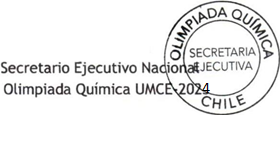 Secretario Ejecutivo Nacional
Olimpiada Química UMCE-2024
OLIMPIADA QUÍMICA
SECRETARIA
EJECUTIVA
CHILE